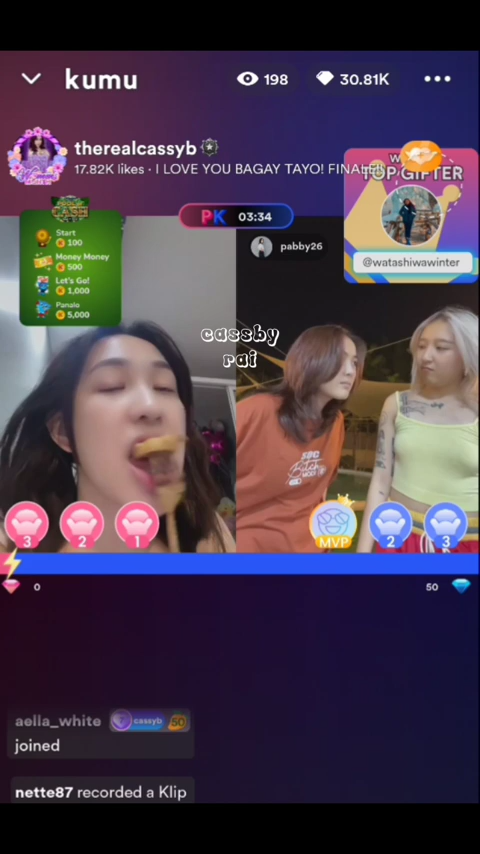 kumu
198
30.81K
therealcassyb
17.82K likes · I LOVE YOU BAGAY TAYO! FINALE!!
TOP GIFTER
@watashiwawinter
PK 03:34
pabby26
Start
100
Money Money
500
Let's Go!
1,000
Panalo
5,000
cassby
rai
3
2
1
MVP
2
3
0
50
aella_white cassyb 50
joined
nette87 recorded a Klip